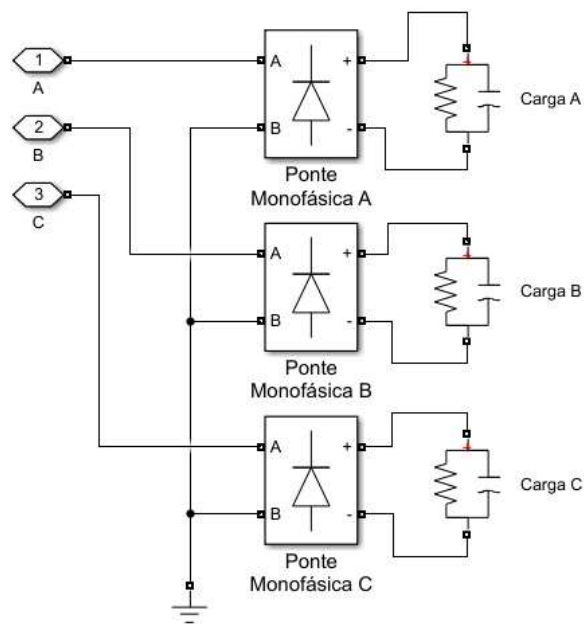 1
A
2
B
3
C
A
B
+
-
Ponte
Monofásica A
Carga A
A
B
+
-
Ponte
Monofásica B
Carga B
A
B
+
-
Ponte
Monofásica C
Carga C